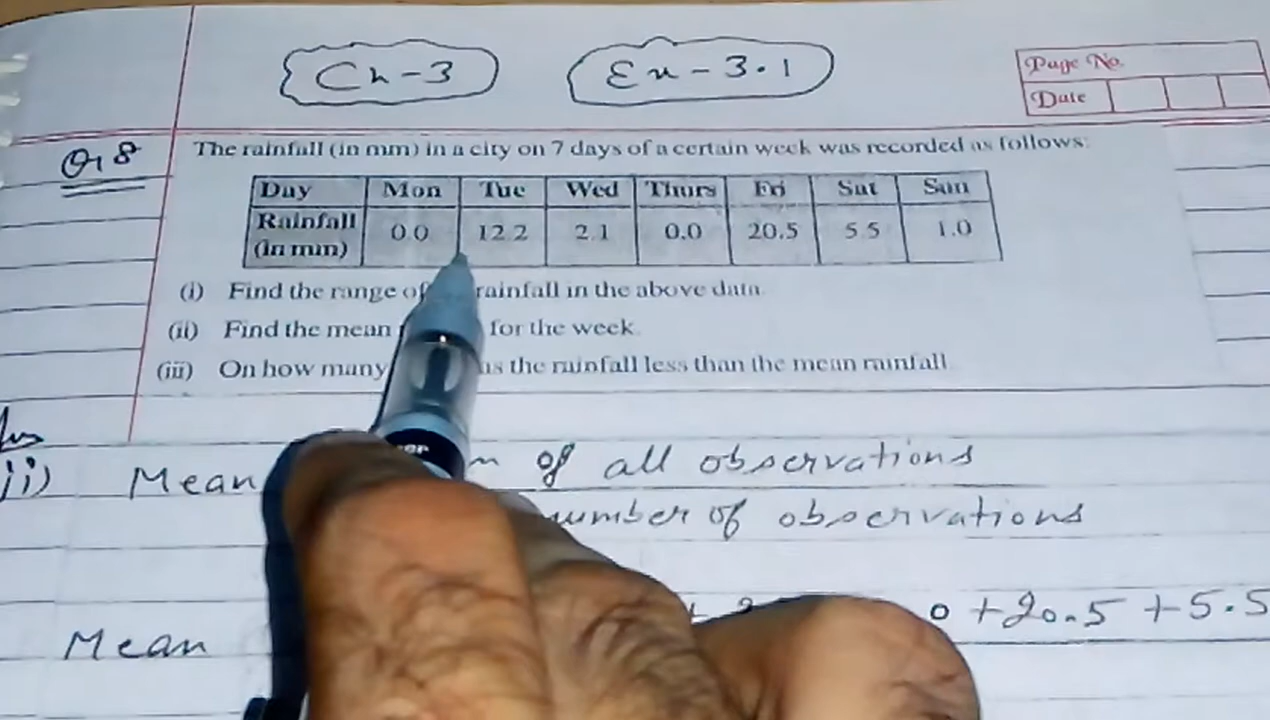 Ch-3 Ex-3.1
Page No.
Date
Q.8 The rainfall (in mm) in a city on 7 days of a certain week was recorded as follows:
Day Mon Tue Wed Thurs Fri Sat Sun
Rainfall (in mm) 0.0 12.2 2.1 0.0 20.5 5.5 1.0
(i) Find the range of rainfall in the above data.
(ii) Find the mean for the week.
(iii) On how many the rainfall less than the mean rainfall.
Ans
ii) Mean of all observations
number of observations
Mean 0 +20.5 +5.5